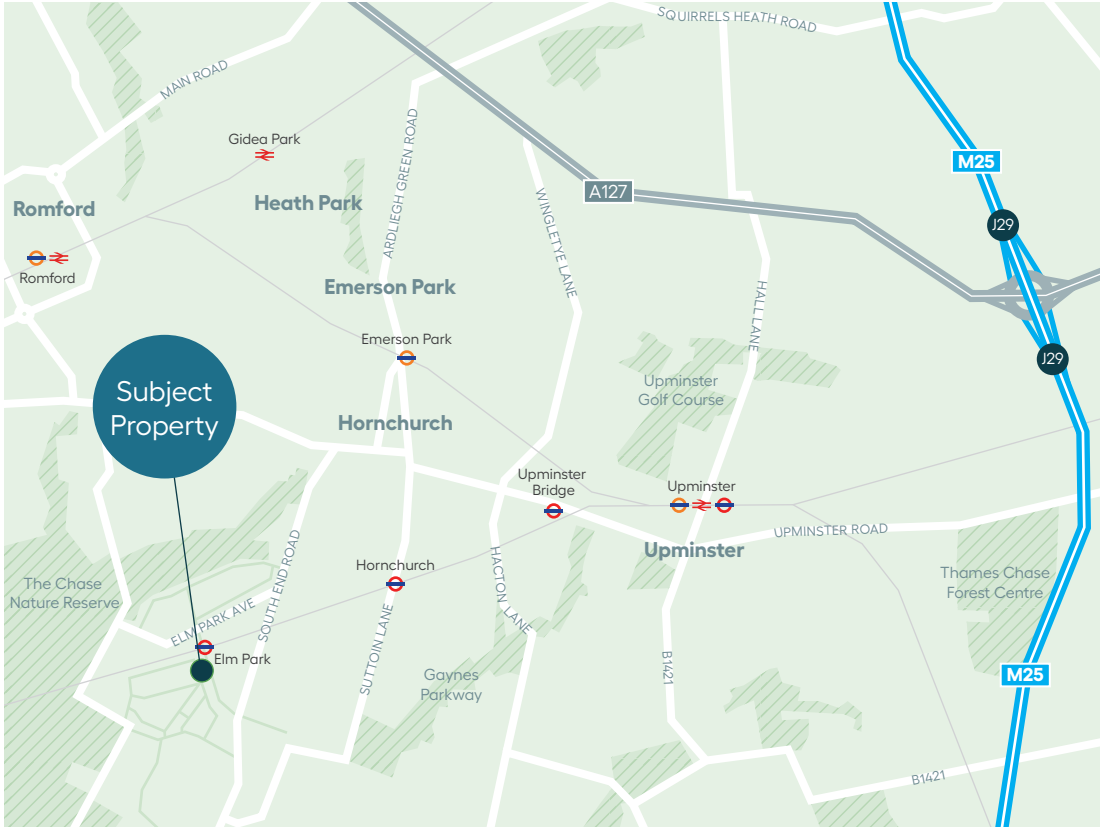 SQUIRRELS HEATH ROAD
MAIN ROAD
Gidea Park
ARDLIEGH GREEN ROAD
M25
A127
Romford
Heath Park
WINGLETYE LANE
J29
Romford
Emerson Park
HALL LANE
Emerson Park
J29
Subject
Property
Upminster
Golf Course
Hornchurch
Upminster
Bridge
Upminster
UPMINSTER ROAD
Upminster
Hornchurch
SOUTH END ROAD
HACTON LANE
The Chase
Nature Reserve
Thames Chase
Forest Centre
ELM PARK AVE
Elm Park
SUTTOIN LANE
Gaynes
Parkway
B1421
M25
B1421